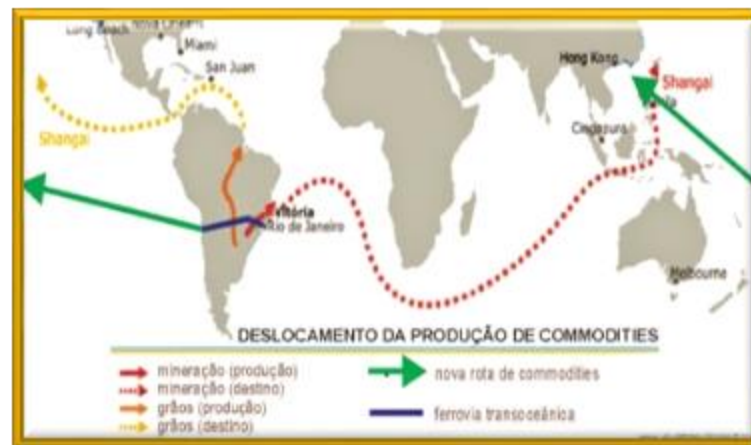 Long Beach
Nova Orleans
Miami
San Juan
Hong Kong
Shangai
Shangai
Cingapura
Vitória
Rio de Janeiro
Melbourne
DESLOCAMENTO DA PRODUÇÃO DE COMMODITIES
mineração (produção)
mineração (destino)
grãos (produção)
grãos (destino)
nova rota de commodities
ferrovia transoceânica